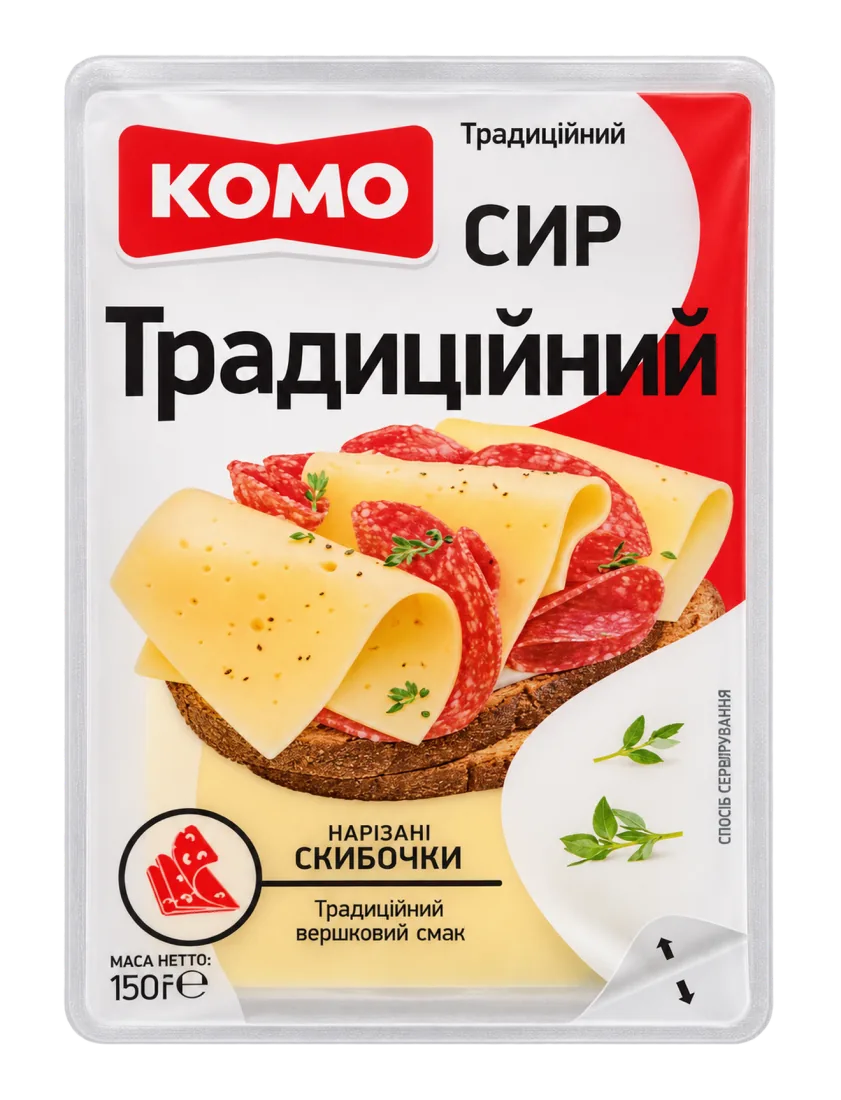 КОМО
Традиційний
СИР
Традиційний
СПОСІБ СЕРВІРУВАННЯ
НАРІЗАНІ
СКИБОЧКИ
Традиційний
вершковий смак
МАСА НЕТТО:
150г℮